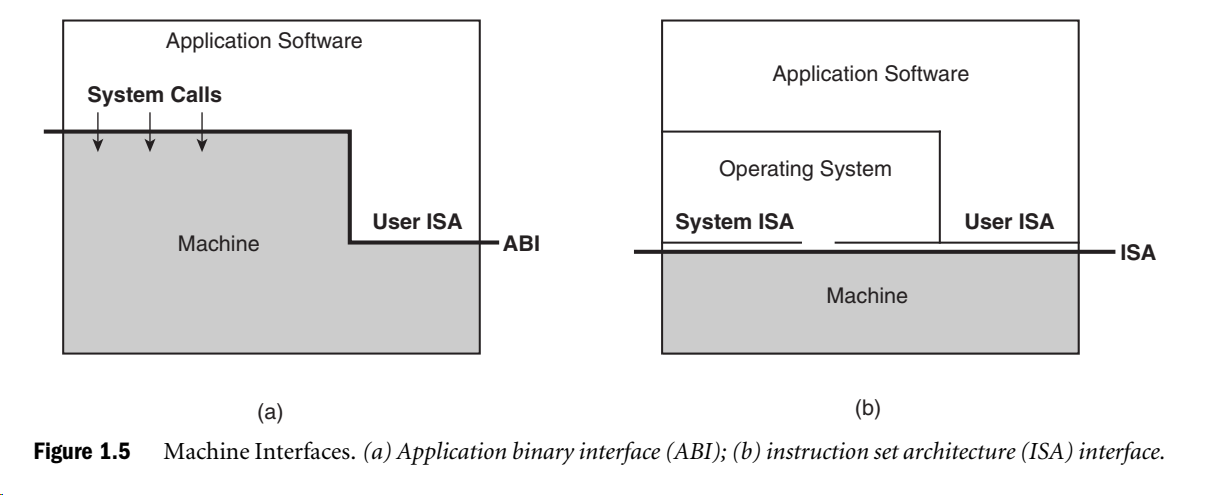 Application Software
System Calls
User ISA
Machine
ABI
(a)
Application Software
Operating System
System ISA
User ISA
ISA
Machine
(b)
Figure 1.5 Machine Interfaces. (a) Application binary interface (ABI); (b) instruction set architecture (ISA) interface.